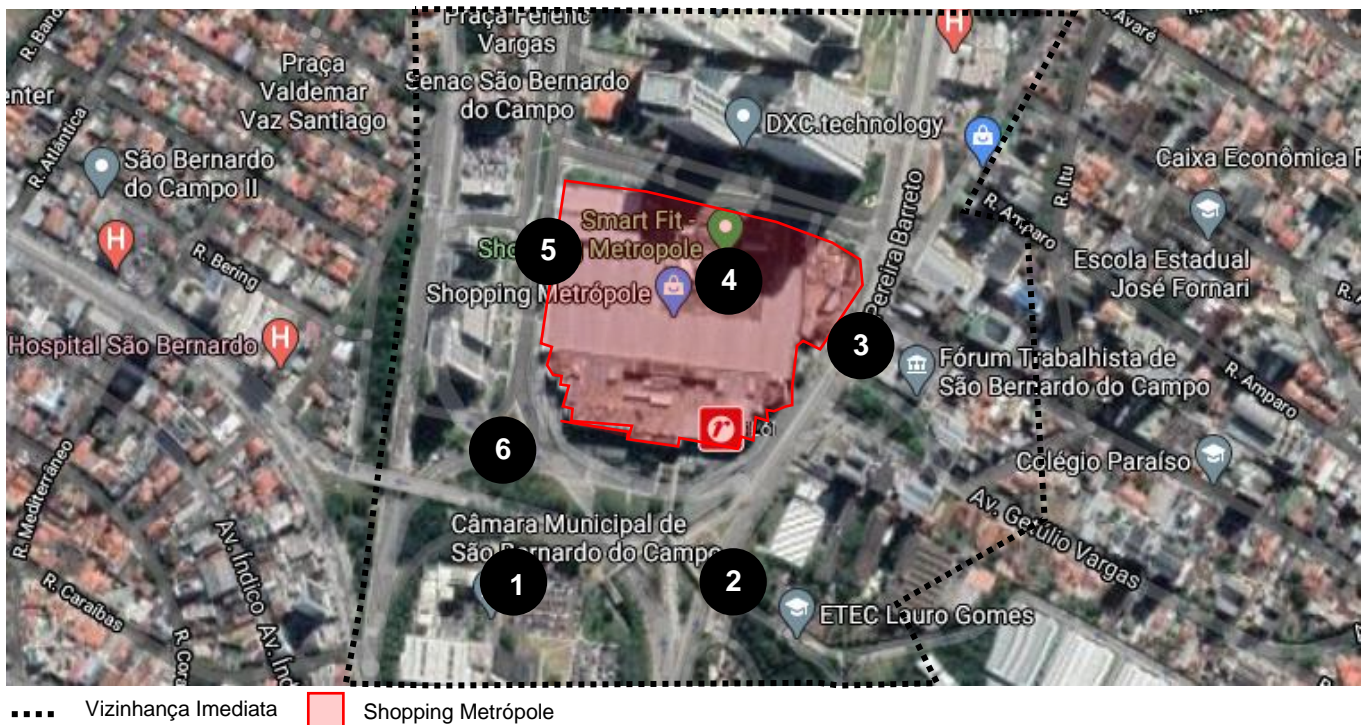 Praça Ferenc
Vargas
R. Avaré
R. Atlântica
enter
Praça
Valdemar
Vaz Santiago
Senac São Bernardo
do Campo
DXC.technology
R. Itu
Caixa Econômica F
São Bernardo
do Campo II
H
H
R. Bering
R. Amparo
Escola Estadual
José Fornari
Smart Fit -
Metropole
5
4
Shopping Metrópole
Pereira Barreto
3
Hospital São Bernardo
H
Fórum Trabalhista de
São Bernardo do Campo
R. Amparo
r
6
Colégio Paraíso
R. Mediterrâneo
Av. Índico
Câmara Municipal de
São Bernardo do Campo
Av. Getúlio Vargas
1
2
R. Caraíbas
ETEC Lauro Gomes
Vizinhança Imediata
Shopping Metrópole